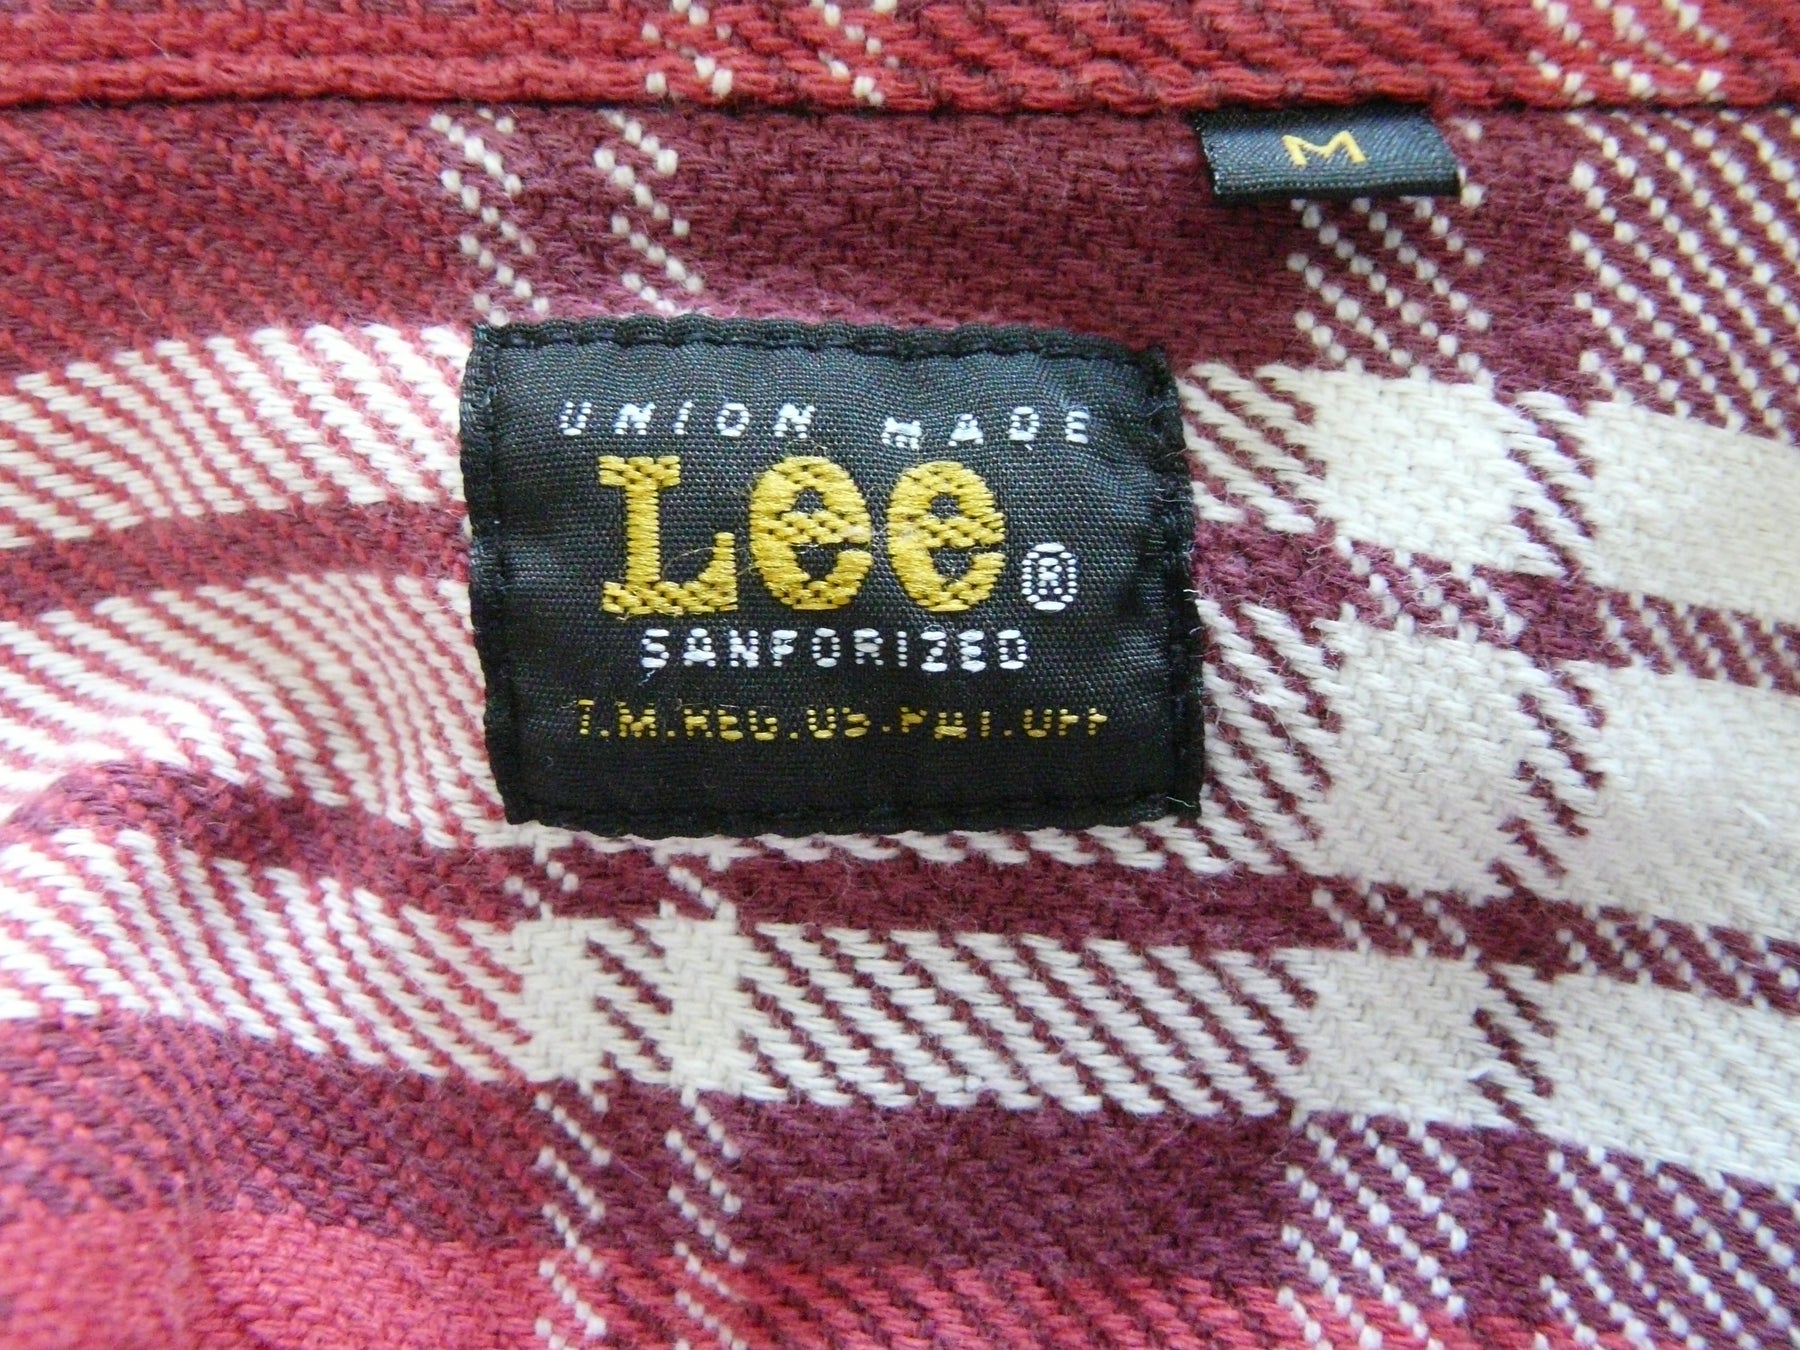 M
UNION MADE
Lee®
SANFORIZED
T.M.REG.US.PAT.OFF